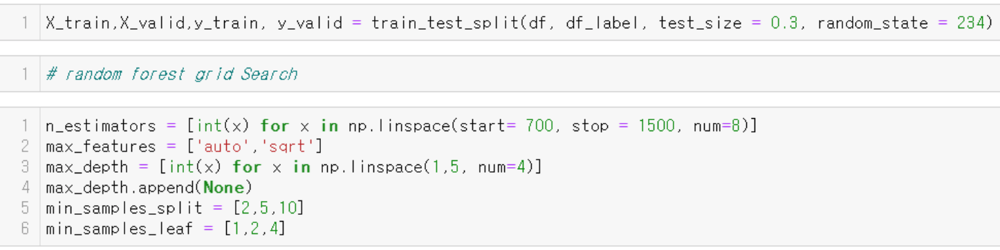 1 X_train,X_valid,y_train, y_valid = train_test_split(df, df_label, test_size = 0.3, random_state = 234)
1 # random forest grid Search
1 n_estimators = [int(x) for x in np.linspace(start= 700, stop = 1500, num=8)]
2 max_features = ['auto','sqrt']
3 max_depth = [int(x) for x in np.linspace(1,5, num=4)]
4 max_depth.append(None)
5 min_samples_split = [2,5,10]
6 min_samples_leaf = [1,2,4]